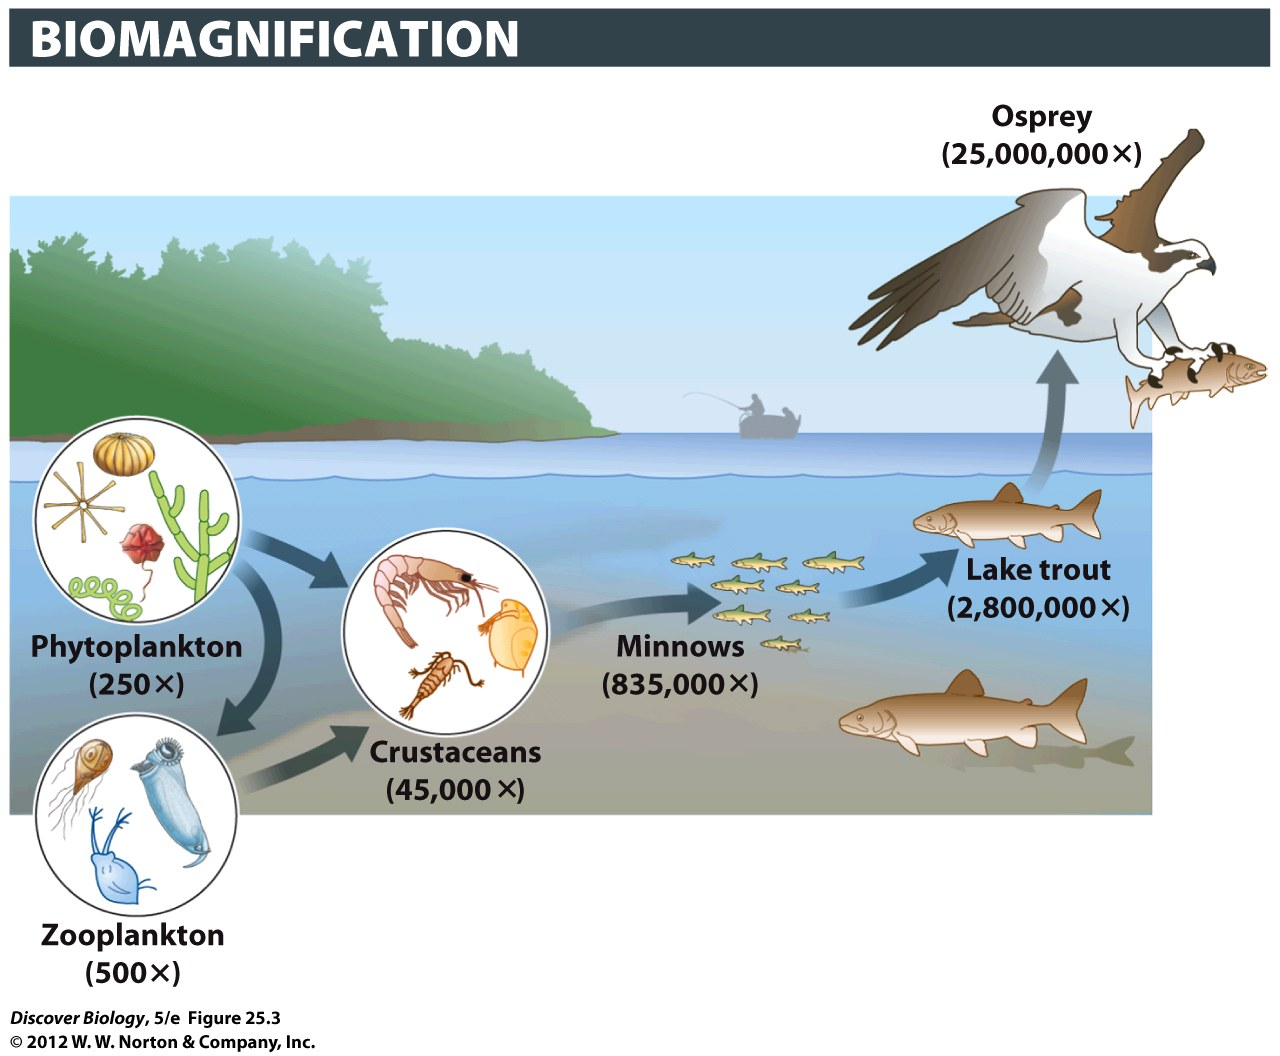 BIOMAGNIFICATION
Osprey
(25,000,000×)
Phytoplankton
(250×)
Zooplankton
(500×)
Crustaceans
(45,000×)
Minnows
(835,000×)
Lake trout
(2,800,000×)
Discover Biology, 5/e Figure 25.3
© 2012 W. W. Norton & Company, Inc.